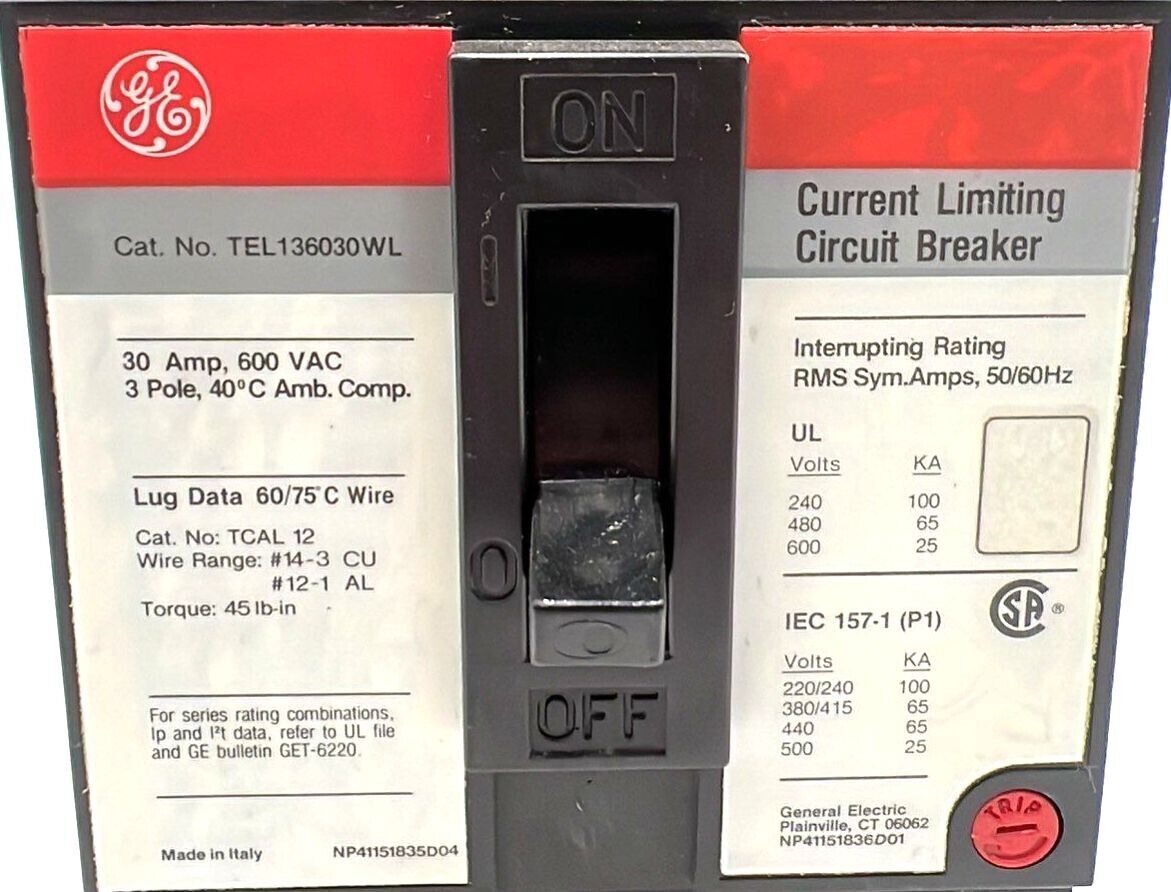 GE
Cat. No. TEL136030WL
30 Amp, 600 VAC
3 Pole, 40°C Amb. Comp.
Lug Data 60/75°C Wire
Cat. No: TCAL 12
Wire Range: #14-3 CU
#12-1 AL
Torque: 45 lb-in
For series rating combinations,
Ip and I²t data, refer to UL file
and GE bulletin GET-6220.
Made in Italy NP41151835D04
ON
O
O
OFF
Current Limiting
Circuit Breaker
Interrupting Rating
RMS Sym.Amps, 50/60Hz
UL
Volts KA
240 100
480 65
600 25
IEC 157-1 (P1)
SA ®
Volts KA
220/240 100
380/415 65
440 65
500 25
General Electric
Plainville, CT 06062
NP41151836D01
TRIP